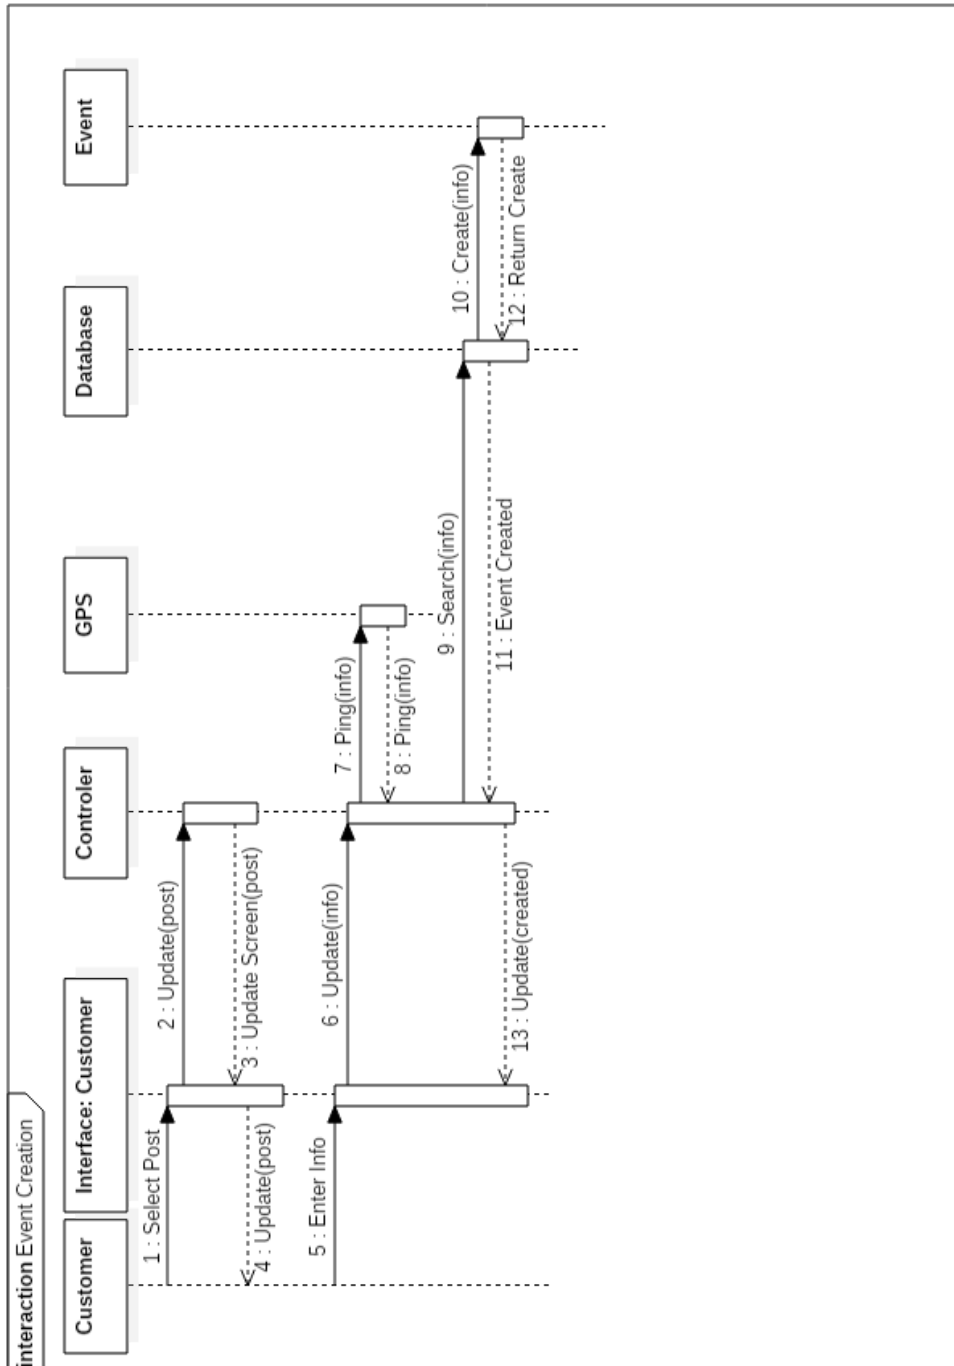 interaction Event Creation
Customer
Interface: Customer
Controler
GPS
Database
Event
1 : Select Post
2 : Update(post)
3 : Update Screen(post)
4 : Update(post)
5 : Enter Info
6 : Update(info)
7 : Ping(info)
8 : Ping(info)
9 : Search(info)
10 : Create(info)
11 : Event Created
12 : Return Create
13 : Update(created)